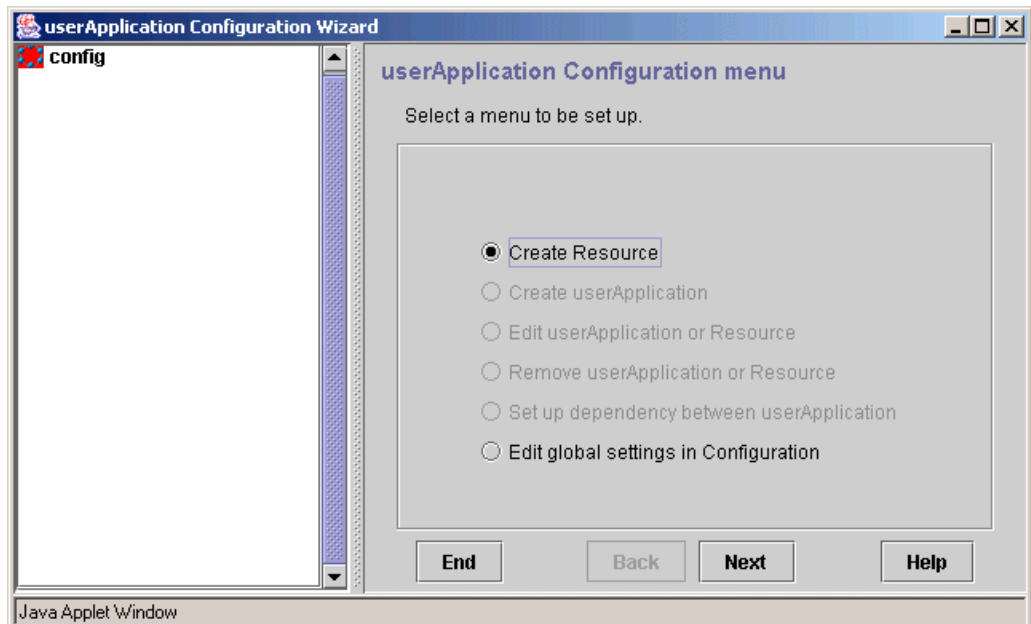 userApplication Configuration Wizard
config
userApplication Configuration menu
Select a menu to be set up.
Create Resource
Create userApplication
Edit userApplication or Resource
Remove userApplication or Resource
Set up dependency between userApplication
Edit global settings in Configuration
End Back Next Help
Java Applet Window